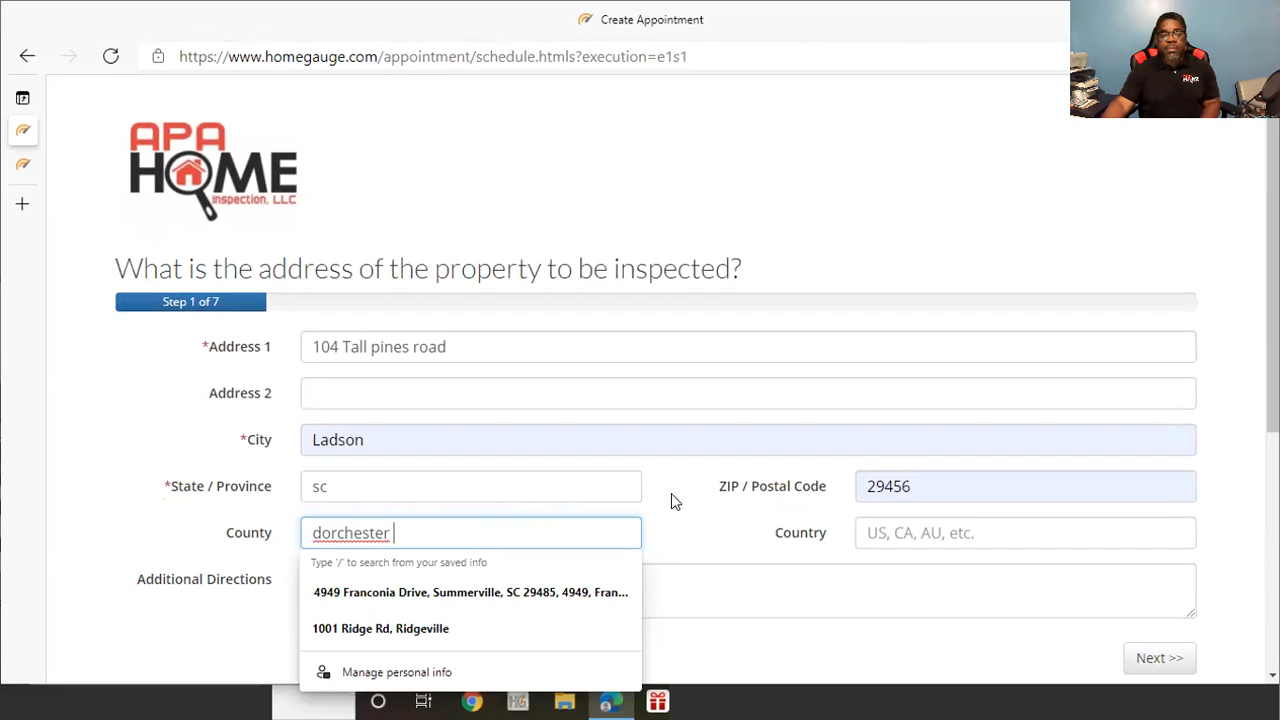 Create Appointment
https://www.homegauge.com/appointment/schedule.htmls?execution=e1s1
APA
HOME
Inspection, LLC
What is the address of the property to be inspected?
Step 1 of 7
*Address 1 104 Tall pines road
Address 2
*City Ladson
*State / Province sc ZIP / Postal Code 29456
County dorchester Country US, CA, AU, etc.
Type '/' to search from your saved info
Additional Directions
4949 Franconia Drive, Summerville, SC 29485, 4949, Fran...
1001 Ridge Rd, Ridgeville
Manage personal info
Next >>
HG